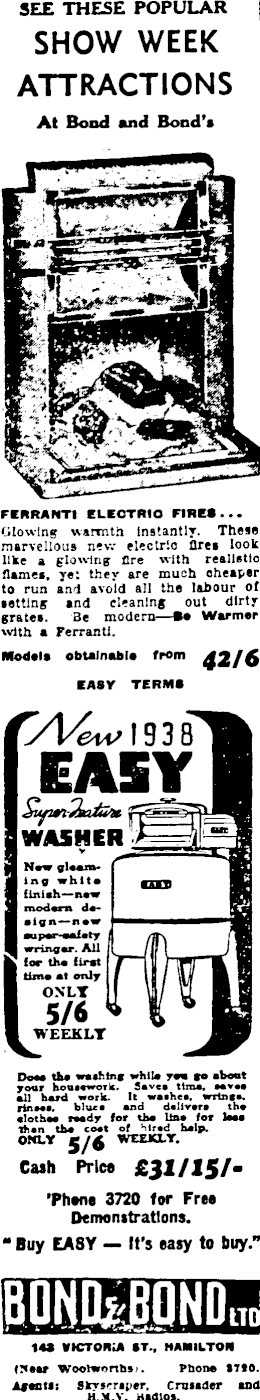 SEE THESE POPULAR
SHOW WEEK
ATTRACTIONS
At Bond and Bond's
FERRANTI ELECTRIC FIRES...
Glowing warmth instantly. These
marvellous new electric fires look
like a glowing fire with realistic
flames, yet they are much cheaper
to run and avoid all the labour of
setting and cleaning out dirty
grates. Be modern—Be Warmer
with a Ferranti.
Models obtainable from 42/6
EASY TERMS
New 1938
EASY
Super-feature
WASHER
EASY
EASY
New gleam-
ing white
finish—new
modern de-
sign—new
super-safety
wringer. All
for the first
time at only
ONLY
5/6
WEEKLY
Does the washing while you go about
your housework. Saves time, saves
all hard work. It washes, wrings,
rinses, blues and delivers the
clothes ready for the line for less
than the cost of hired help.
ONLY 5/6 WEEKLY.
Cash Price £31/15/-
'Phone 3720 for Free
Demonstrations.
"Buy EASY — It's easy to buy."
BOND & BOND LTD
143 VICTORIA ST., HAMILTON
(Near Woolworths). Phone 3720.
Agents: Skyscraper, Crusader and
H.M.V. Radios.